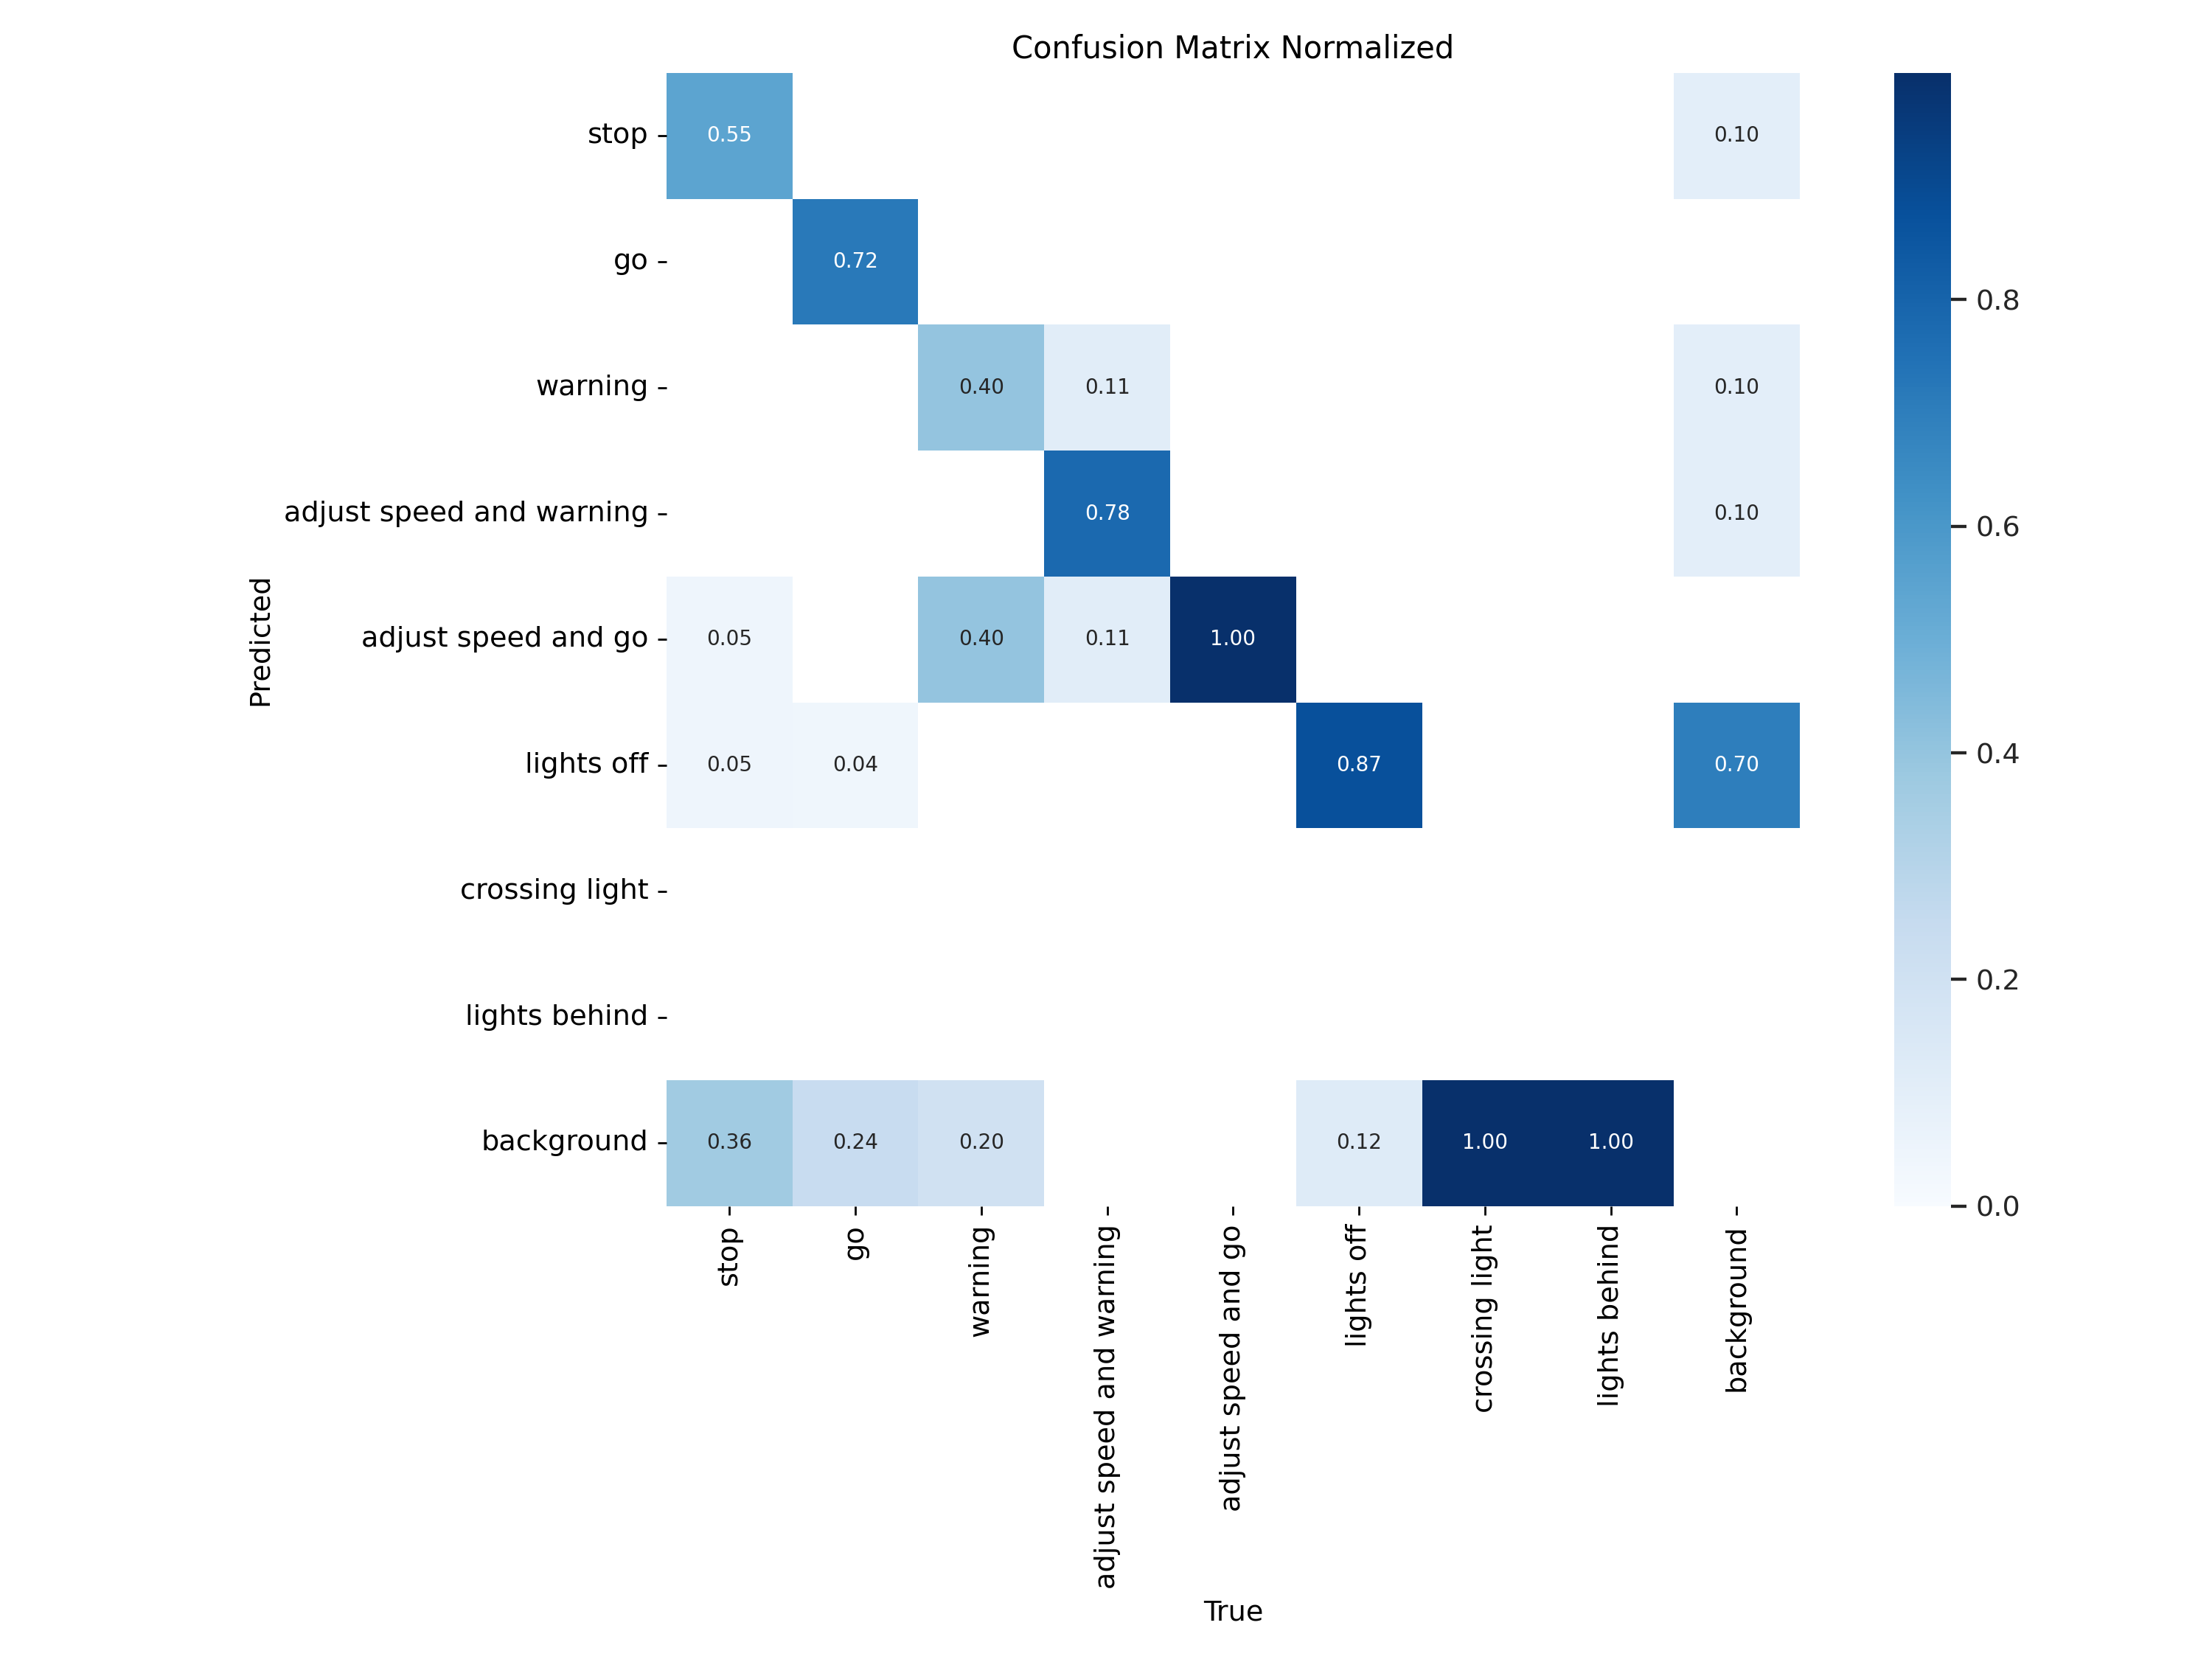 Confusion Matrix Normalized
stop 0.55 0.10
go 0.72
0.8
warning 0.40 0.11 0.10
adjust speed and warning 0.78 0.10
0.6
Predicted
adjust speed and go 0.05 0.40 0.11 1.00
lights off 0.05 0.04 0.87 0.70
0.4
crossing light
lights behind
0.2
background 0.36 0.24 0.20 0.12 1.00 1.00
0.0
stop
go
warning
adjust speed and warning
adjust speed and go
lights off
crossing light
lights behind
background
True